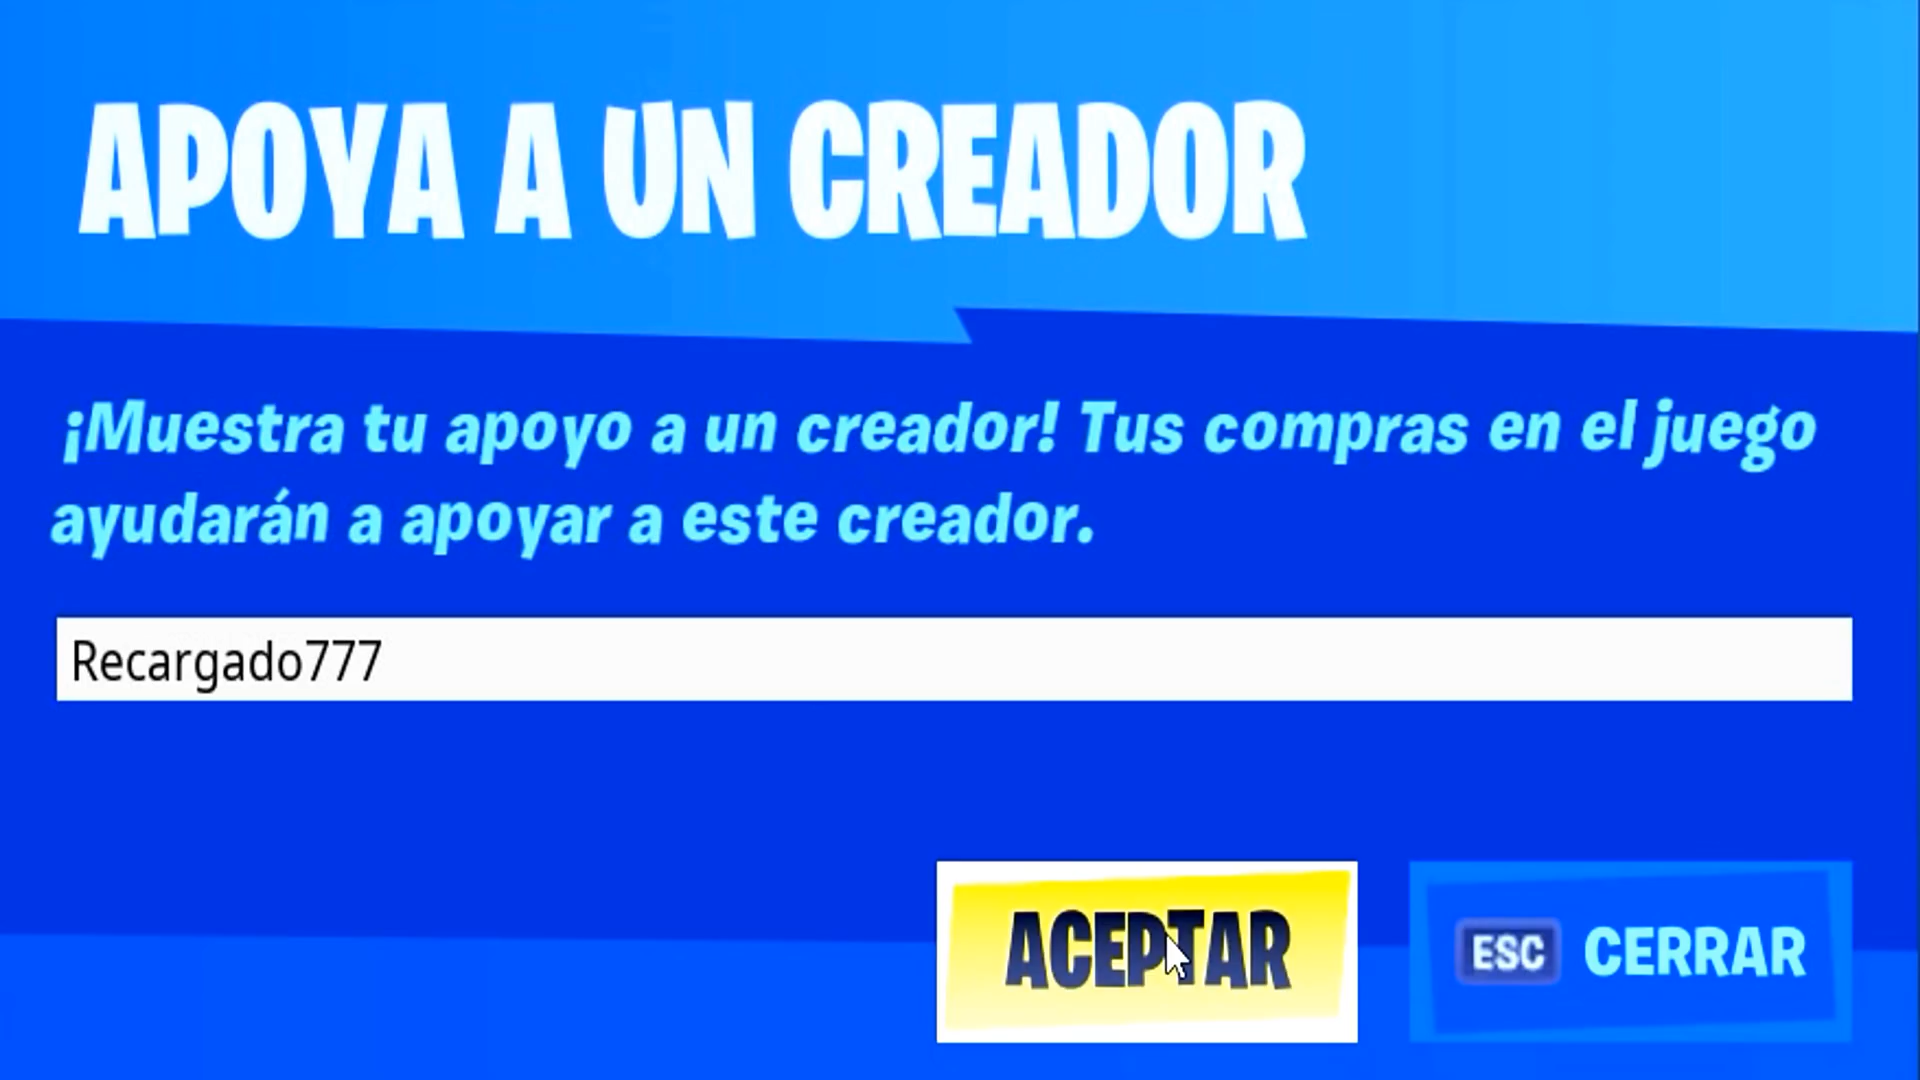 APOYA A UN CREADOR
¡Muestra tu apoyo a un creador! Tus compras en el juego
ayudarán a apoyar a este creador.
Recargado777
ACEPTAR
ESC CERRAR